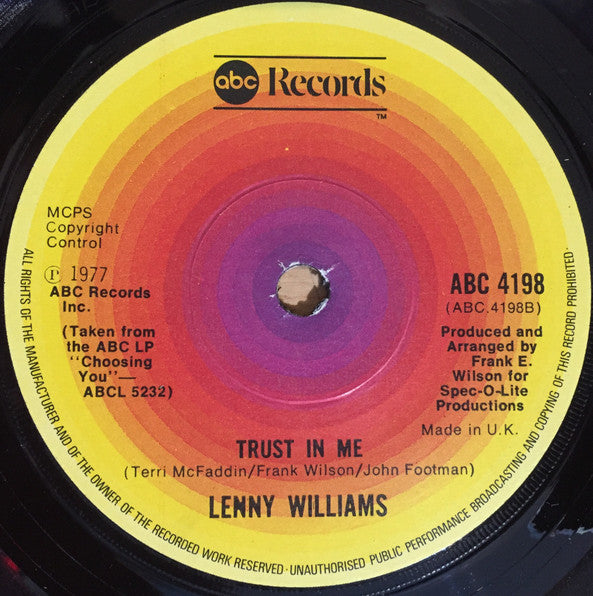 abc Records
TM
MCPS
Copyright
Control
Ⓟ 1977
ABC Records
Inc.
(Taken from
the ABC LP
"Choosing
You"—
ABCL 5232)
ABC 4198
(ABC.4198B)
Produced and
Arranged by
Frank E.
Wilson for
Spec-O-Lite
Productions
Made in U.K.
TRUST IN ME
(Terri McFaddin/Frank Wilson/John Footman)
LENNY WILLIAMS
ALL RIGHTS OF THE MANUFACTURER AND OF THE OWNER OF THE RECORDED WORK RESERVED · UNAUTHORISED PUBLIC PERFORMANCE BROADCASTING AND COPYING OF THIS RECORD PROHIBITED ·